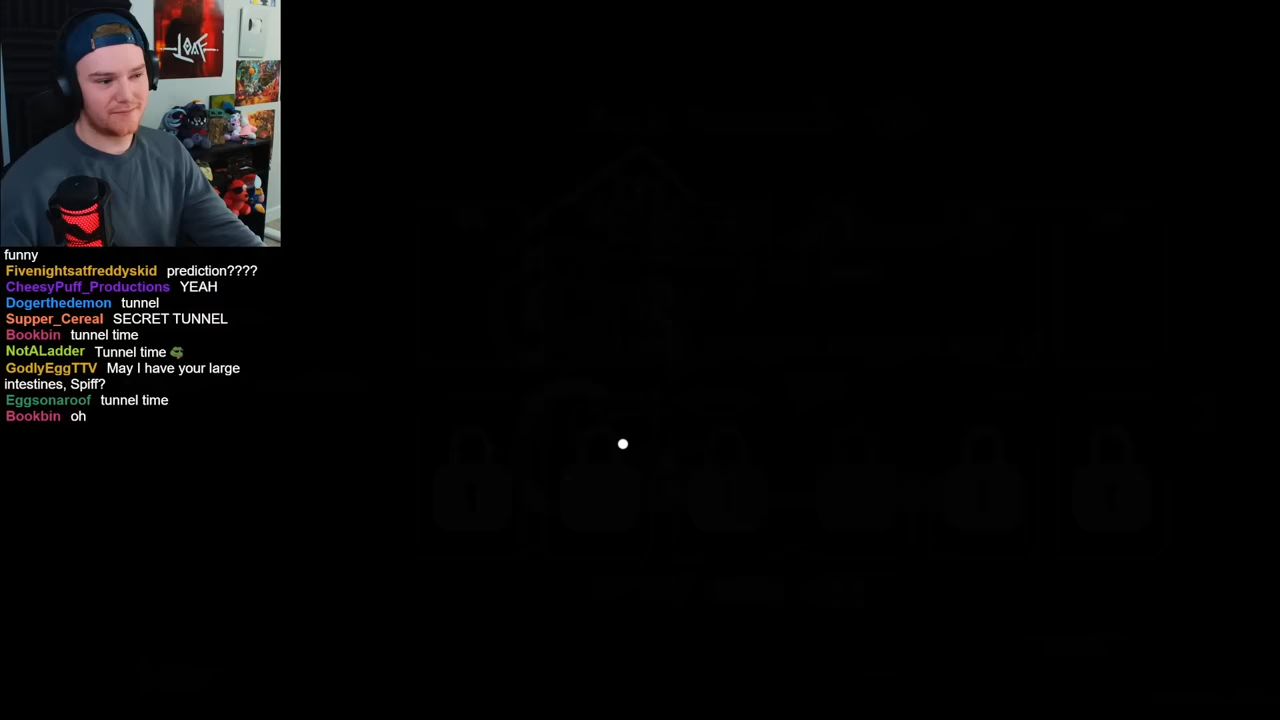 LOAF
funny
Fivenightsatfreddyskid prediction????
CheesyPuff_Productions YEAH
Dogerthedemon tunnel
Supper_Cereal SECRET TUNNEL
Bookbin tunnel time
NotALadder Tunnel time
GodlyEggTTV May I have your large
intestines, Spiff?
Eggsonaroof tunnel time
Bookbin oh